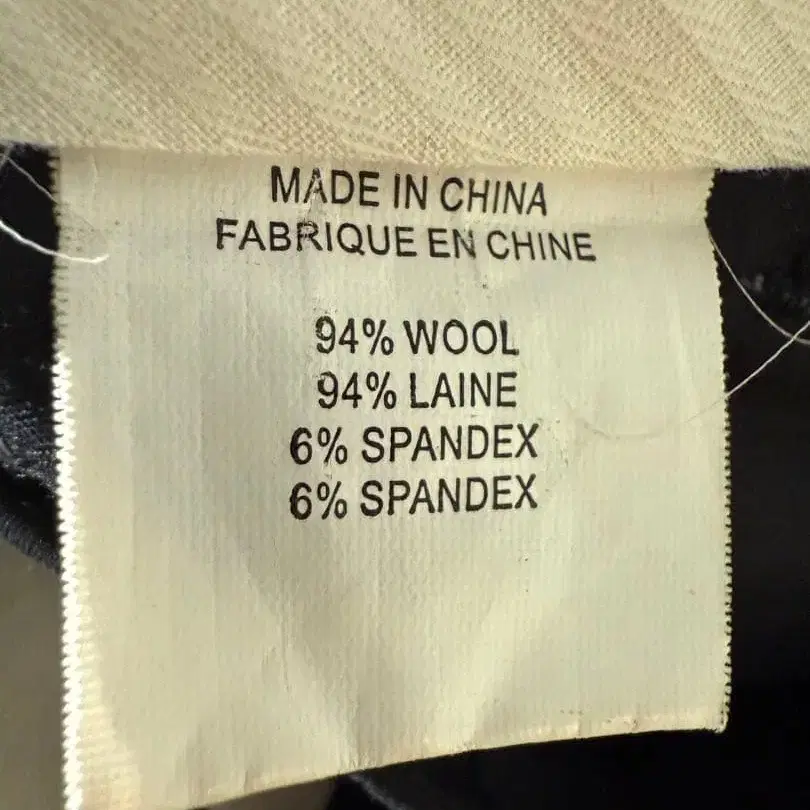 MADE IN CHINA
FABRIQUE EN CHINE
94% WOOL
94% LAINE
6% SPANDEX
6% SPANDEX